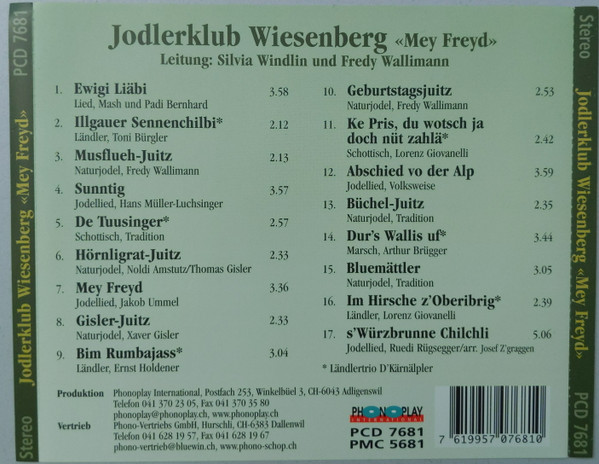 Jodlerklub Wiesenberg «Mey Freyd»
Leitung: Silvia Windlin und Fredy Wallimann
1. Ewigi Liäbi 3.58
Lied, Mash und Padi Bernhard
2. Illgauer Sennenchilbi* 2.12
Ländler, Toni Bürgler
3. Musflueh-Juitz 2.13
Naturjodel, Fredy Wallimann
4. Sunntig 3.57
Jodellied, Hans Müller-Luchsinger
5. De Tuusinger* 2.57
Schottisch, Tradition
6. Hörnligrat-Juitz 2.33
Naturjodel, Noldi Amstutz/Thomas Gisler
7. Mey Freyd 3.36
Jodellied, Jakob Ummel
8. Gisler-Juitz 2.33
Naturjodel, Xaver Gisler
9. Bim Rumbajass* 3.04
Ländler, Ernst Holdener
10. Geburtstagsjuitz 2.53
Naturjodel, Fredy Wallimann
11. Ke Pris, du wotsch ja
doch nüt zahlä* 2.42
Schottisch, Lorenz Giovanelli
12. Abschied vo der Alp 3.59
Jodellied, Volksweise
13. Büchel-Juitz 2.35
Naturjodel, Tradition
14. Dur's Wallis uf* 3.44
Marsch, Arthur Brügger
15. Bluemättler 3.05
Naturjodel, Tradition
16. Im Hirsche z'Oberibrig* 2.39
Ländler, Lorenz Giovanelli
17. s'Würzbrunne Chilchli 5.06
Jodellied, Ruedi Rügsegger/arr. Josef Z'graggen
* Ländlertrio D'Kärnälpler
Produktion Phonoplay International, Postfach 253, Winkelbüel 3, CH-6043 Adligenswil
Telefon 041 370 23 05, Fax 041 370 35 80
phonoplay@phonoplay.ch, www.phonoplay.ch
Vertrieb Phono-Vertriebs GmbH, Hurschli, CH-6383 Dallenwil
Telefon 041 628 19 57, Fax 041 628 19 67
phono-vertrieb@bluewin.ch, www.phono-schop.ch
PHONOPLAY
INTERNATIONAL
PCD 7681
PMC 5681
7 619957 076810
Stereo Jodlerklub Wiesenberg «Mey Freyd» PCD 7681
Stereo Jodlerklub Wiesenberg «Mey Freyd» PCD 7681